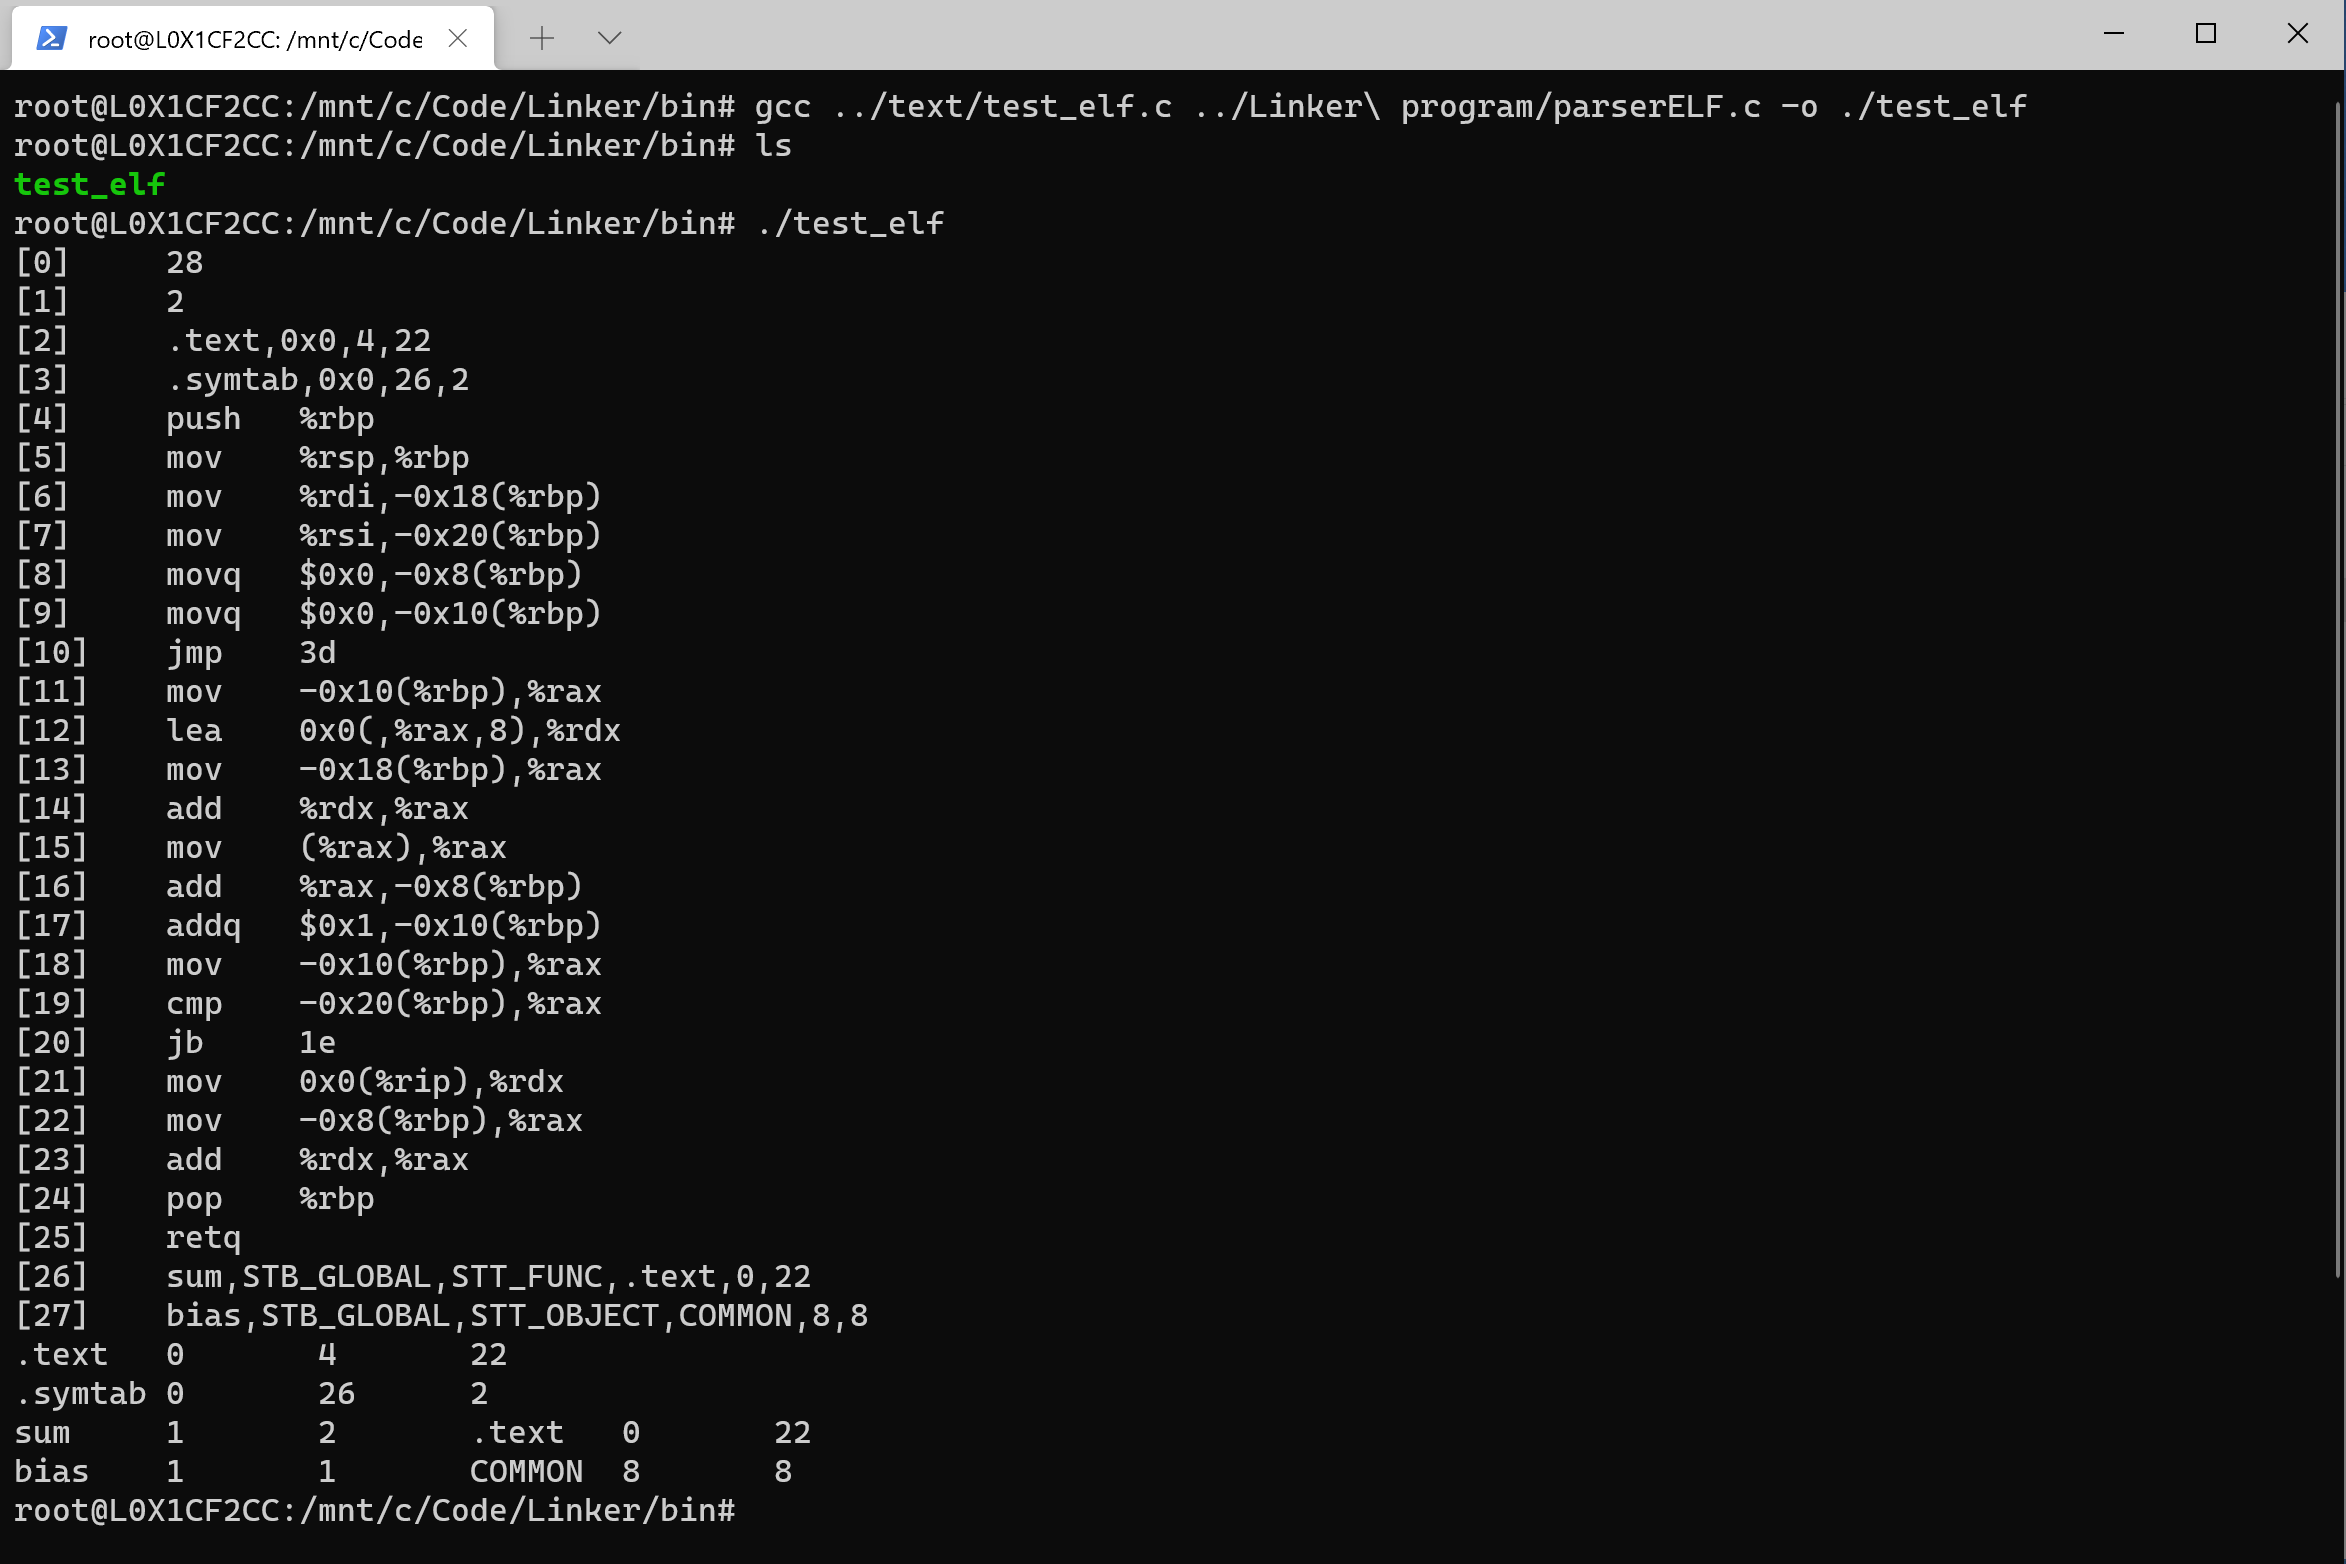 root@L0X1CF2CC: /mnt/c/Code
root@L0X1CF2CC:/mnt/c/Code/Linker/bin# gcc ../text/test_elf.c ../Linker\ program/parserELF.c -o ./test_elf
root@L0X1CF2CC:/mnt/c/Code/Linker/bin# ls
test_elf
root@L0X1CF2CC:/mnt/c/Code/Linker/bin# ./test_elf
[0]     28
[1]     2
[2]     .text,0x0,4,22
[3]     .symtab,0x0,26,2
[4]     push   %rbp
[5]     mov    %rsp,%rbp
[6]     mov    %rdi,-0x18(%rbp)
[7]     mov    %rsi,-0x20(%rbp)
[8]     movq   $0x0,-0x8(%rbp)
[9]     movq   $0x0,-0x10(%rbp)
[10]    jmp    3d
[11]    mov    -0x10(%rbp),%rax
[12]    lea    0x0(,%rax,8),%rdx
[13]    mov    -0x18(%rbp),%rax
[14]    add    %rdx,%rax
[15]    mov    (%rax),%rax
[16]    add    %rax,-0x8(%rbp)
[17]    addq   $0x1,-0x10(%rbp)
[18]    mov    -0x10(%rbp),%rax
[19]    cmp    -0x20(%rbp),%rax
[20]    jb     1e
[21]    mov    0x0(%rip),%rdx
[22]    mov    -0x8(%rbp),%rax
[23]    add    %rdx,%rax
[24]    pop    %rbp
[25]    retq
[26]    sum,STB_GLOBAL,STT_FUNC,.text,0,22
[27]    bias,STB_GLOBAL,STT_OBJECT,COMMON,8,8
.text   0       4       22
.symtab 0       26      2
sum     1       2       .text   0       22
bias    1       1       COMMON  8       8
root@L0X1CF2CC:/mnt/c/Code/Linker/bin#